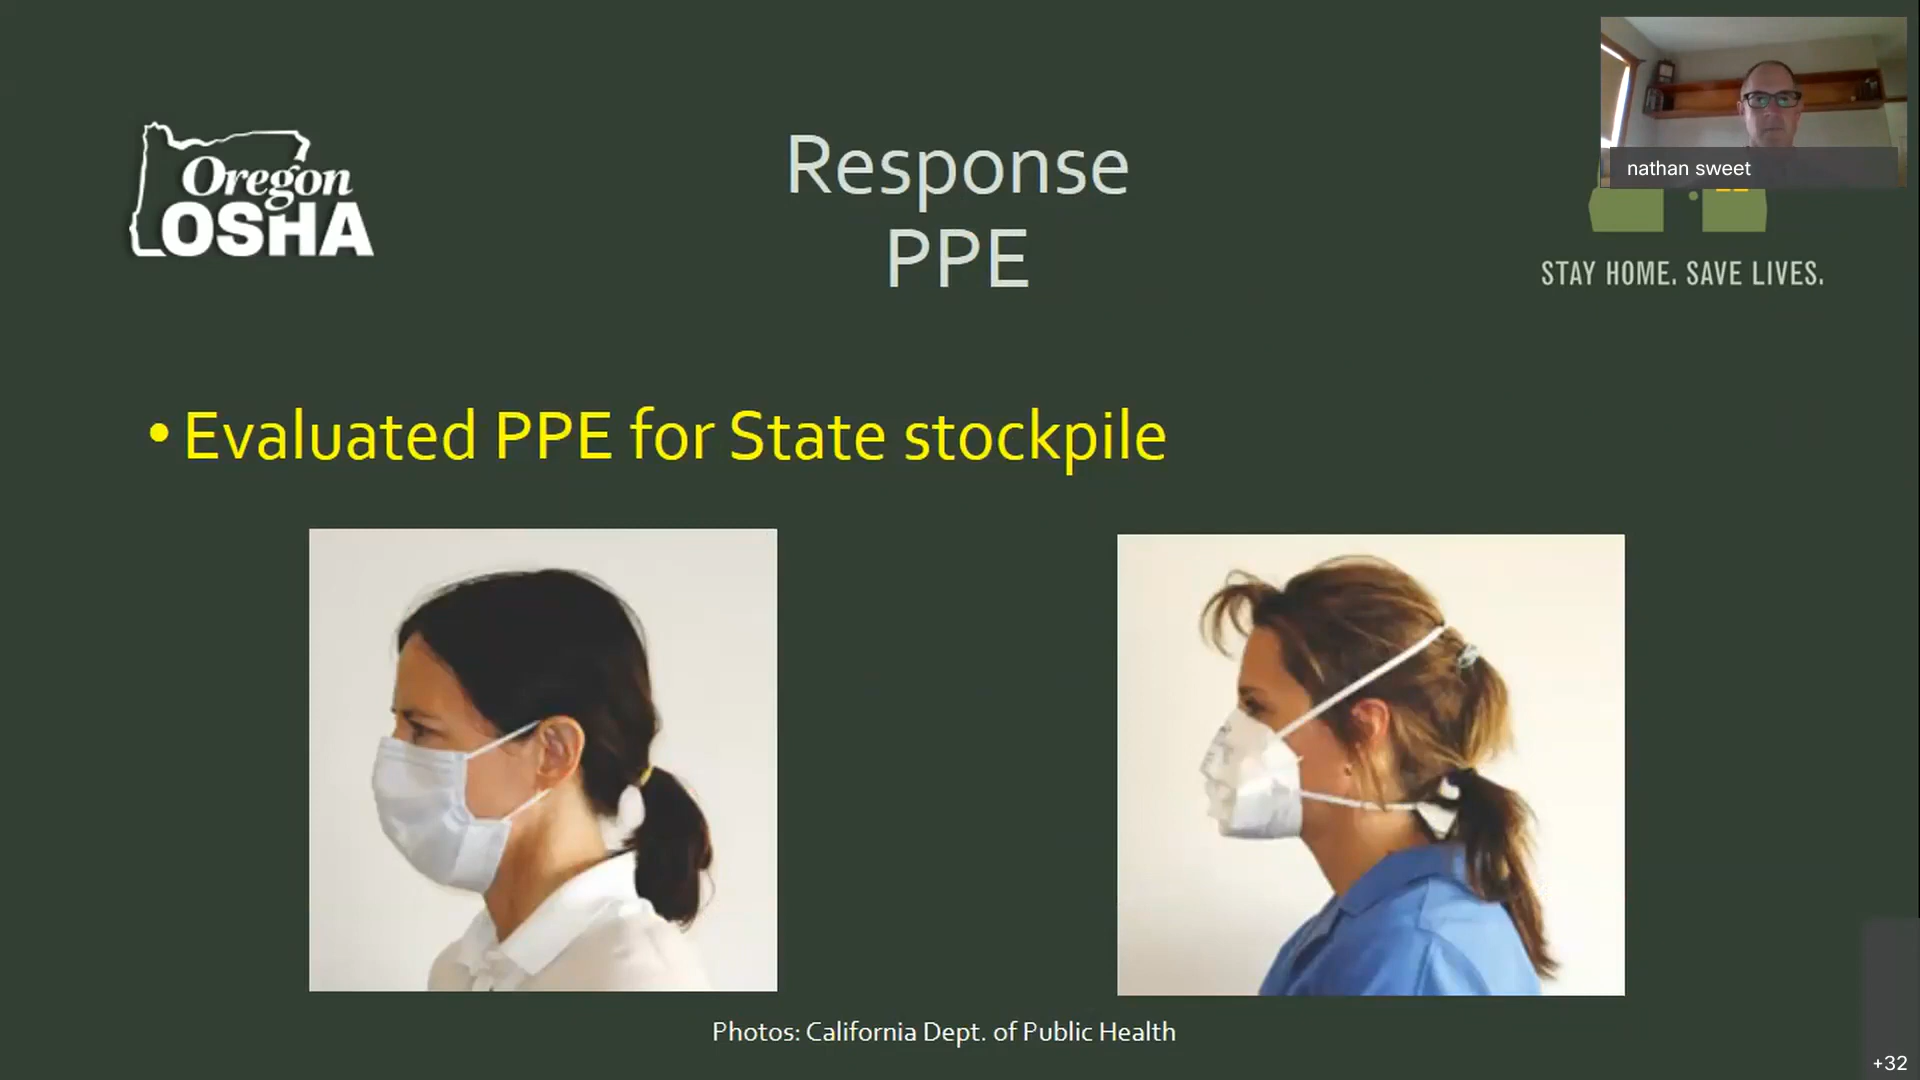 Oregon
OSHA
Response
PPE
nathan sweet
STAY HOME. SAVE LIVES.
• Evaluated PPE for State stockpile
Photos: California Dept. of Public Health
+32